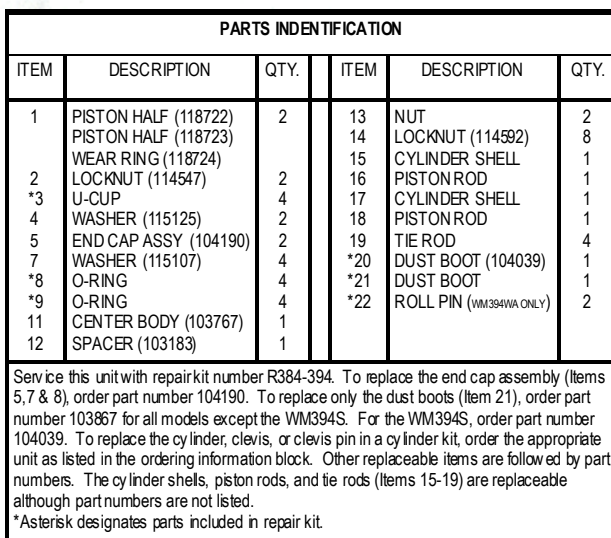 PARTS INDENTIFICATION
ITEM DESCRIPTION QTY. ITEM DESCRIPTION QTY.
1 PISTON HALF (118722) 2 13 NUT 2
PISTON HALF (118723) 14 LOCKNUT (114592) 8
WEAR RING (118724) 15 CYLINDER SHELL 1
2 LOCKNUT (114547) 2 16 PISTON ROD 1
*3 U-CUP 4 17 CYLINDER SHELL 1
4 WASHER (115125) 2 18 PISTON ROD 1
5 END CAP ASSY (104190) 2 19 TIE ROD 4
7 WASHER (115107) 4 *20 DUST BOOT (104039) 1
*8 O-RING 4 *21 DUST BOOT 1
*9 O-RING 4 *22 ROLL PIN (WM394WA ONLY) 2
11 CENTER BODY (103767) 1
12 SPACER (103183) 1
Service this unit with repair kit number R384-394. To replace the end cap assembly (Items
5,7 & 8), order part number 104190. To replace only the dust boots (Item 21), order part
number 103867 for all models except the WM394S. For the WM394S, order part number
104039. To replace the cylinder, clevis, or clevis pin in a cylinder kit, order the appropriate
unit as listed in the ordering information block. Other replaceable items are followed by part
numbers. The cylinder shells, piston rods, and tie rods (Items 15-19) are replaceable
although part numbers are not listed.
*Asterisk designates parts included in repair kit.